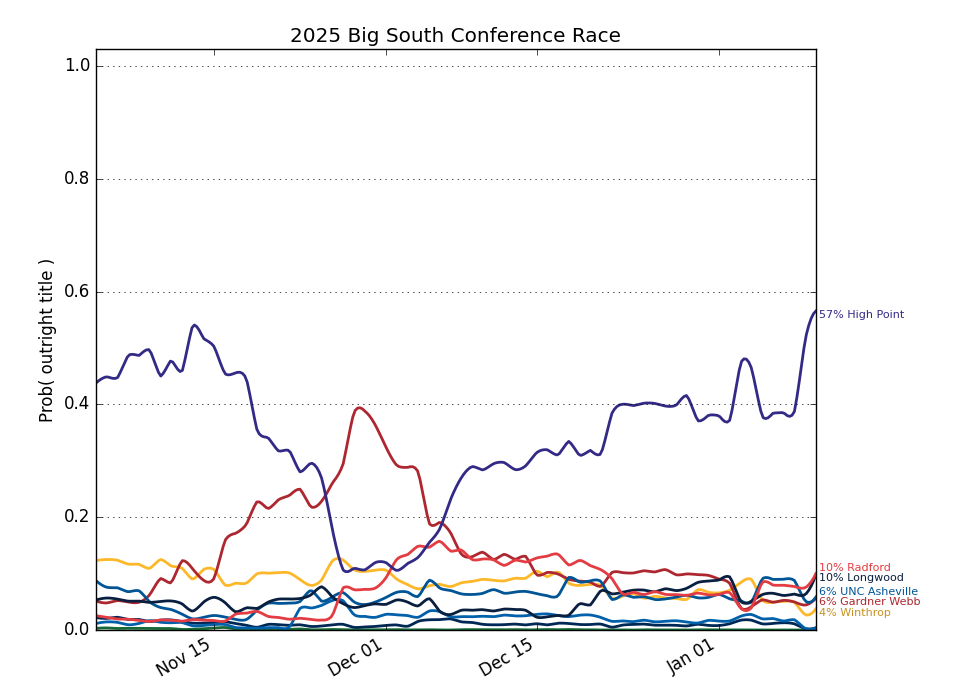 2025 Big South Conference Race
Prob( outright title )
1.0
0.8
0.6
0.4
0.2
0.0
57% High Point
10% Radford
10% Longwood
6% UNC Asheville
6% Gardner Webb
4% Winthrop
Nov 15
Dec 01
Dec 15
Jan 01